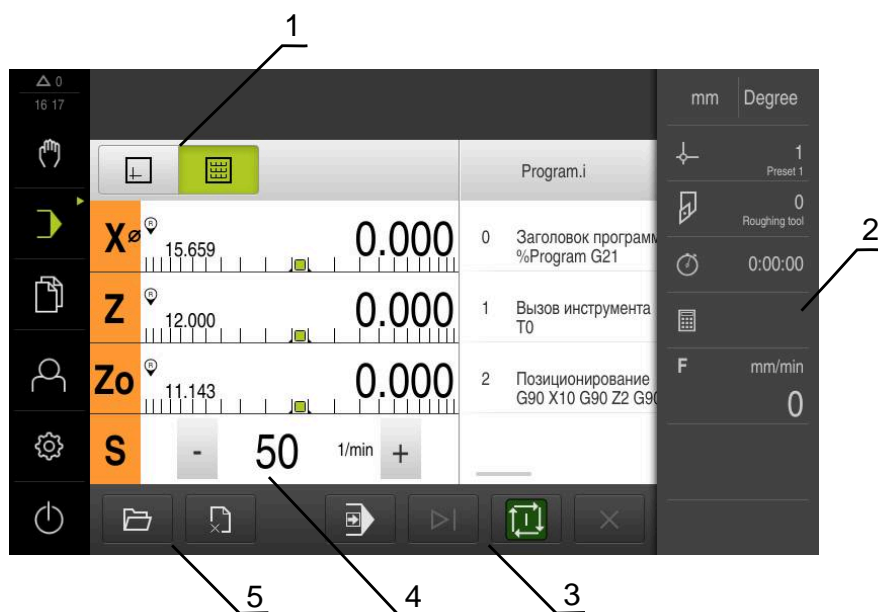 1
0
16 17
mm Degree
1
Preset 1
0
Roughing tool
0:00:00
F mm/min
0
2
Program.i
X⌀ R 15.659 0.000
Z R 12.000 0.000
Zo R 11.143 0.000
S - 50 1/min +
0 Заголовок программ
%Program G21
1 Вызов инструмента
T0
2 Позиционирование
G90 X10 G90 Z2 G90
5
4
3